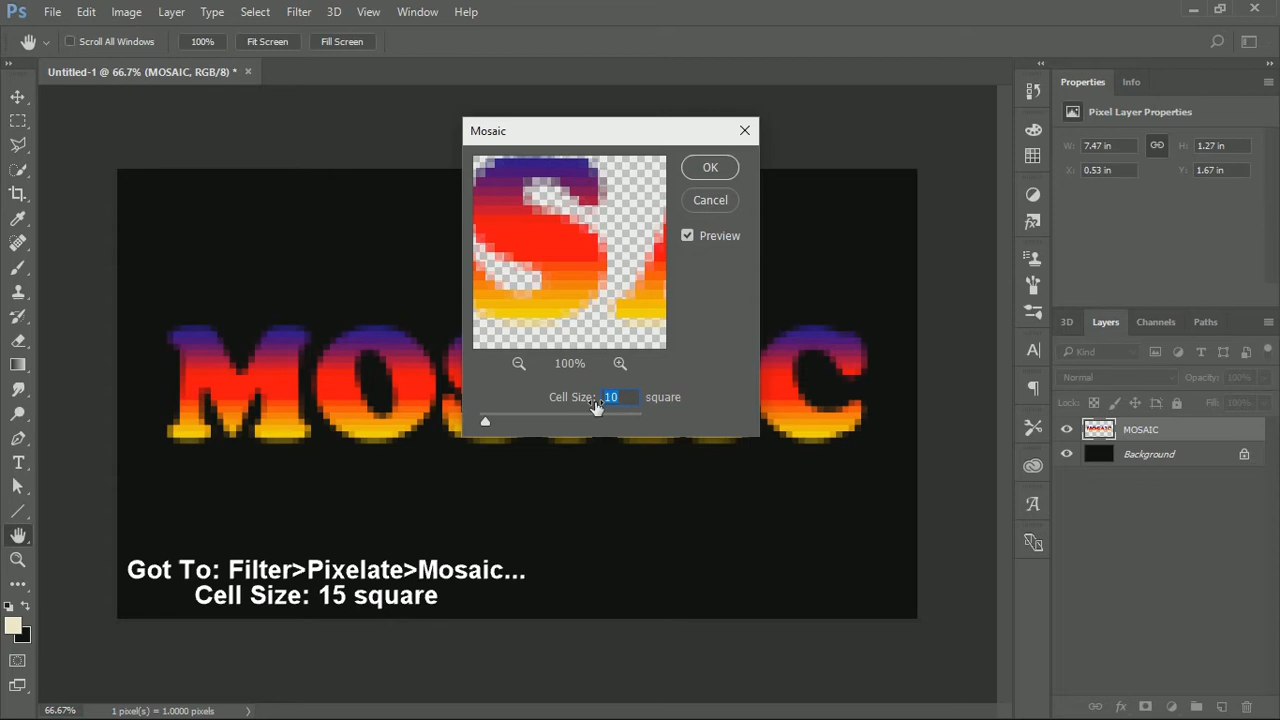 Ps File Edit Image Layer Type Select Filter 3D View Window Help
Scroll All Windows 100% Fit Screen Fill Screen
Untitled-1 @ 66.7% (MOSAIC, RGB/8) *
Properties Info
Pixel Layer Properties
W: 7.47 in H: 1.27 in
X: 0.53 in Y: 1.67 in
Mosaic
OK
Cancel
Preview
100%
Cell Size: 10 square
3D Layers Channels Paths
Kind
Normal Opacity: 100%
Lock: Fill: 100%
MOSAIC
Background
Got To: Filter>Pixelate>Mosaic...
Cell Size: 15 square
66.67% 1 pixel(s) = 1.0000 pixels